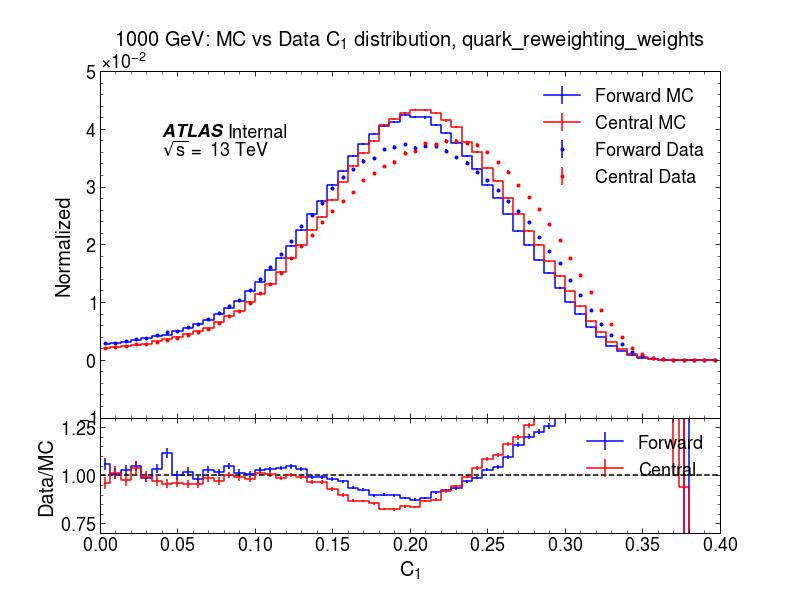 1000 GeV: MC vs Data C₁ distribution, quark_reweighting_weights
×10⁻²
5
4
3
2
1
0
−1
Normalized
ATLAS Internal
√s = 13 TeV
Forward MC
Central MC
Forward Data
Central Data
1.25
1.00
0.75
Data/MC
Forward
Central
0.00 0.05 0.10 0.15 0.20 0.25 0.30 0.35 0.40
C₁